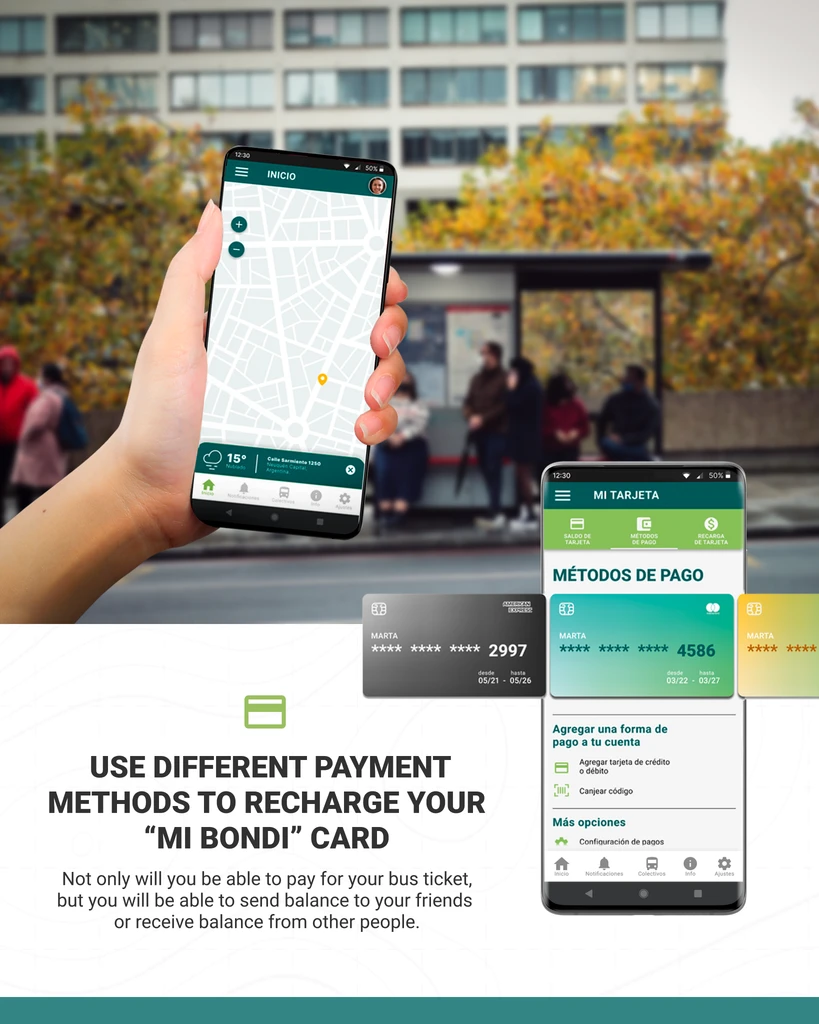 12:30
50%
INICIO
+
−
15°
Nublado
Calle Sarmiento 1250
Neuquén Capital,
Argentina
Inicio
Notificaciones
Colectivos
Info
Ajustes
12:30
50%
MI TARJETA
SALDO DE
TARJETA
MÉTODOS
DE PAGO
RECARGA
DE TARJETA
MÉTODOS DE PAGO
AMERICAN
EXPRESS
MARTA
**** **** **** 2997
desde hasta
05/21 - 05/26
MARTA
**** **** **** 4586
desde hasta
03/22 - 03/27
MARTA
**** ****
Agregar una forma de
pago a tu cuenta
Agregar tarjeta de crédito
o débito
Canjear código
Más opciones
Configuración de pagos
Inicio
Notificaciones
Colectivos
Info
Ajustes
USE DIFFERENT PAYMENT
METHODS TO RECHARGE YOUR
“MI BONDI” CARD
Not only will you be able to pay for your bus ticket,
but you will be able to send balance to your friends
or receive balance from other people.